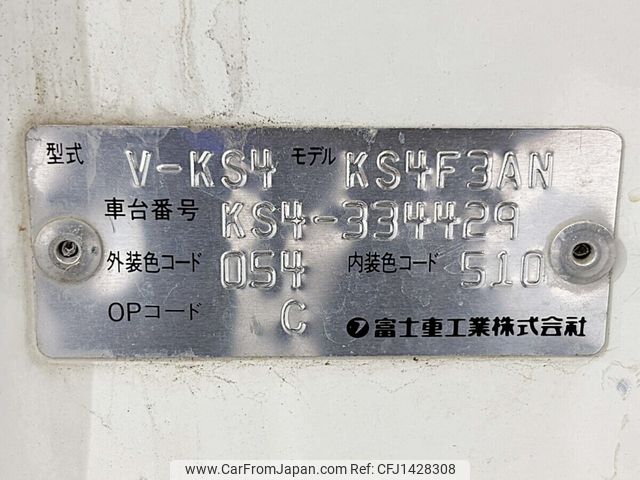 型式 V-KS4 モデル KS4F3AN
車台番号 KS4-334429
外装色コード 054 内装色コード 510
OPコード C 富士重工業株式会社
www.CarFromJapan.com | © CarFromJapan | CFJ1428308